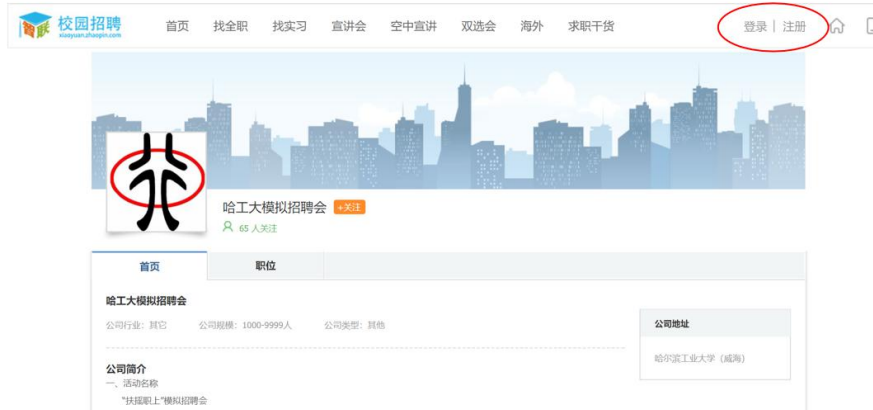 智联 校园招聘 首页 找全职 找实习 宣讲会 空中宣讲 双选会 海外 求职干货 登录 | 注册
xiaoyuan.zhaopin.com
哈工大模拟招聘会 +关注
65 人关注
首页 职位
哈工大模拟招聘会
公司行业：其它 公司规模：1000-9999人 公司类型：其他
公司地址
哈尔滨工业大学（威海）
公司简介
一、活动名称
“扶摇职上”模拟招聘会